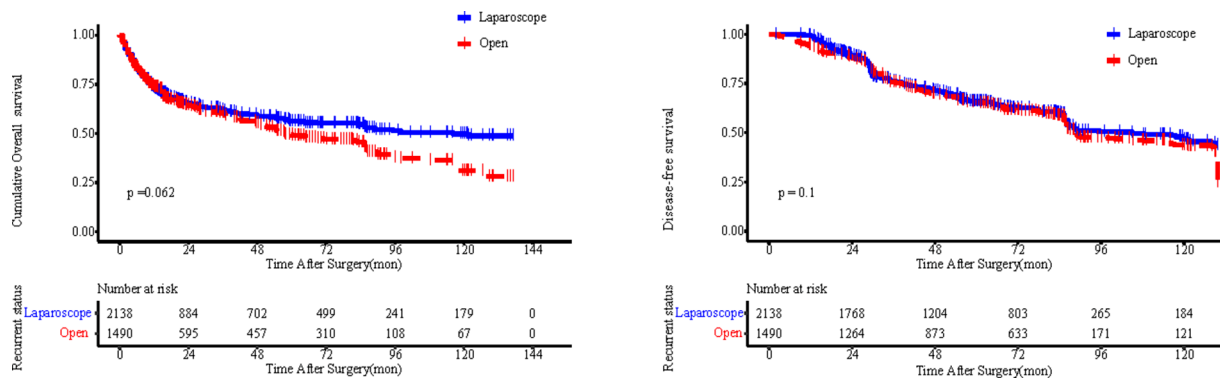 Laparoscope
Open
Cumulative Overall survival
1.00
0.75
0.50
0.25
0.00
p =0.062
0 24 48 72 96 120 144
Time After Surgery(mon)
Recurrent status
Number at risk
Laparoscope 2138 884 702 499 241 179 0
Open 1490 595 457 310 108 67 0
0 24 48 72 96 120 144
Time After Surgery(mon)
Laparoscope
Open
Disease-free survival
1.00
0.75
0.50
0.25
0.00
p = 0.1
0 24 48 72 96 120
Time After Surgery(mon)
Recurrent status
Number at risk
Laparoscope 2138 1768 1204 803 265 184
Open 1490 1264 873 633 171 121
0 24 48 72 96 120
Time After Surgery(mon)